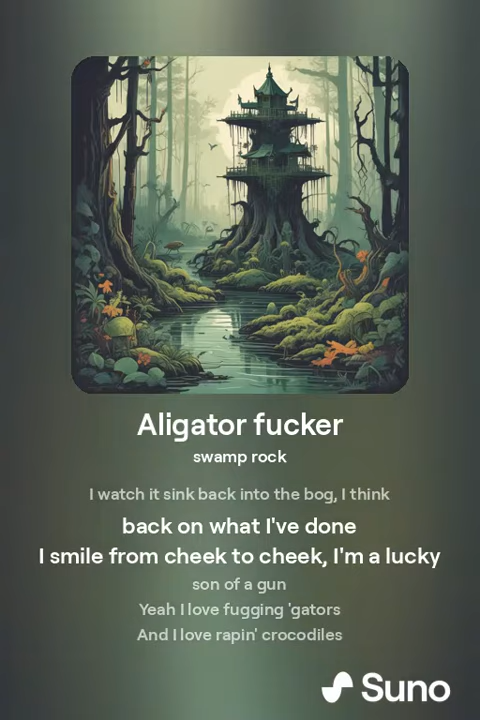 Aligator fucker
swamp rock
I watch it sink back into the bog, I think
back on what I've done
I smile from cheek to cheek, I'm a lucky
son of a gun
Yeah I love fugging 'gators
And I love rapin' crocodiles
Suno